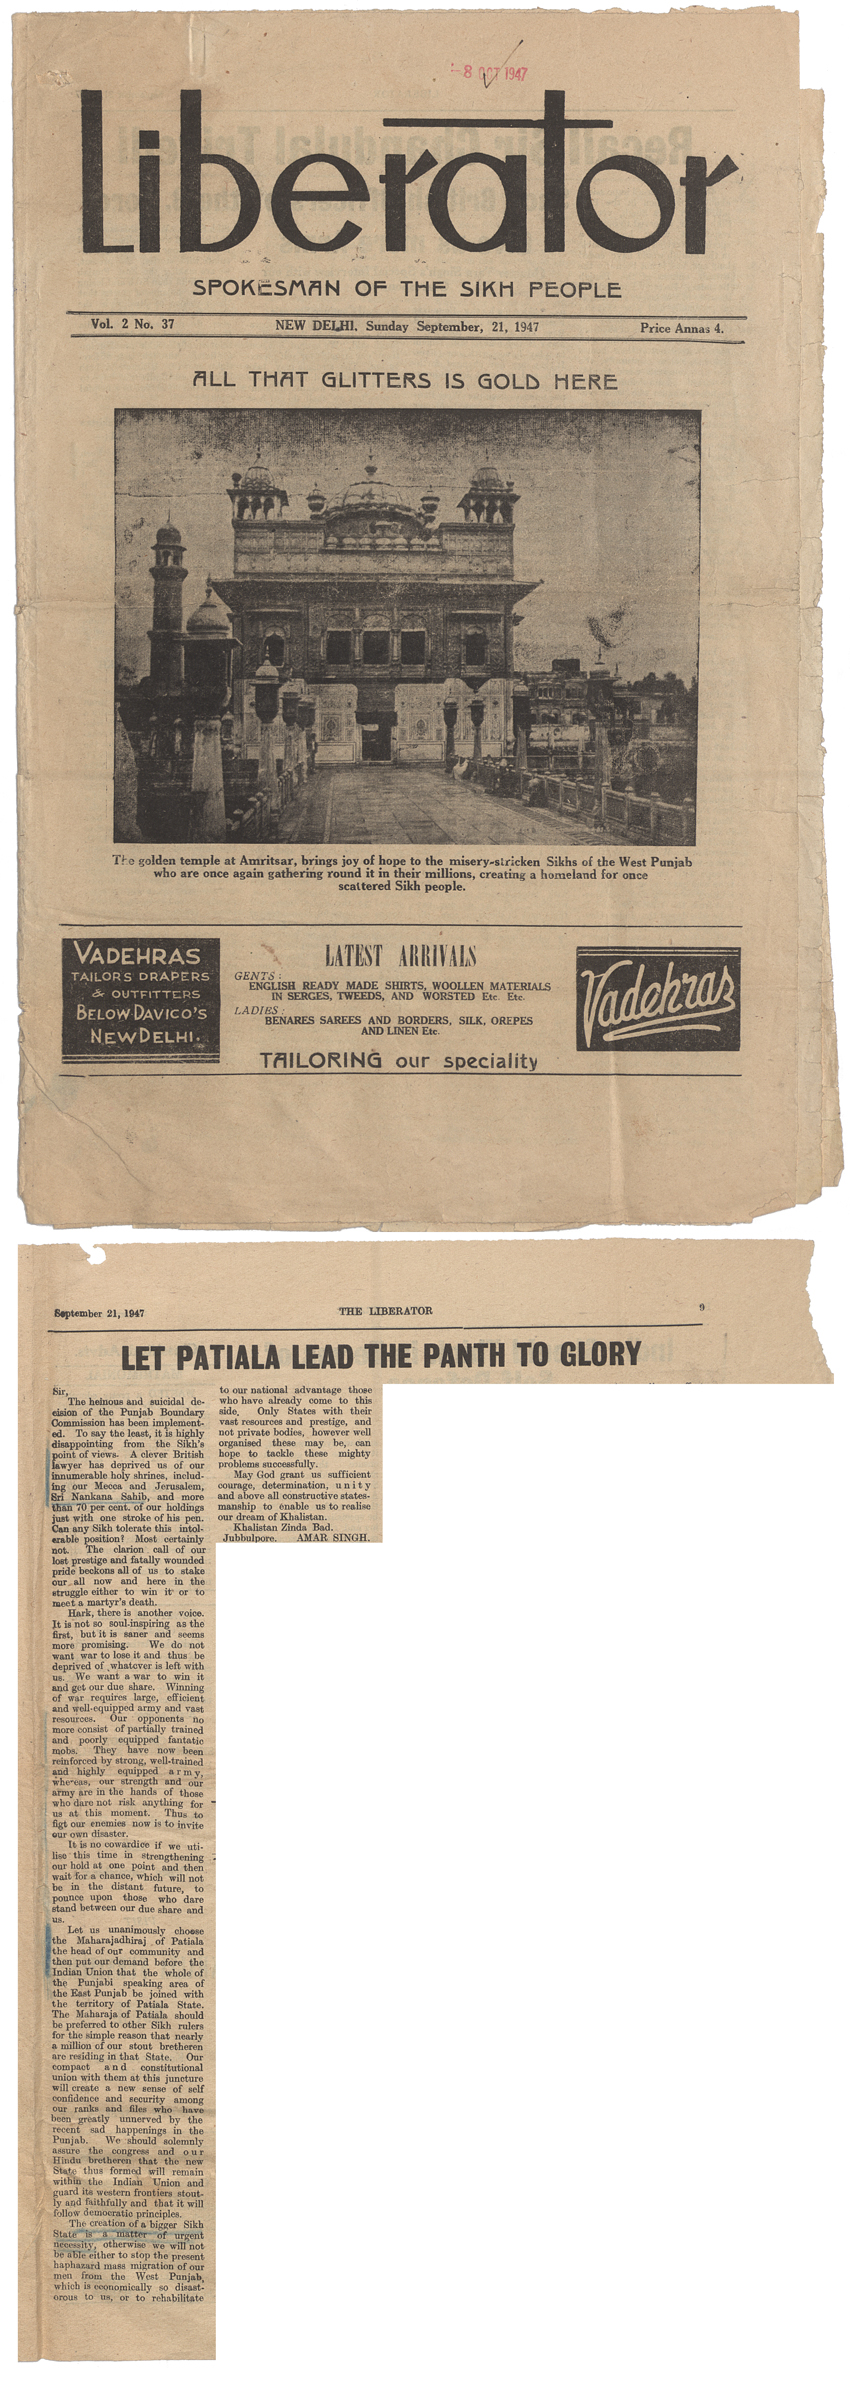 -8 OCT 1947
Liberator
SPOKESMAN OF THE SIKH PEOPLE
Vol. 2 No. 37 NEW DELHI. Sunday September, 21, 1947 Price Annas 4.
ALL THAT GLITTERS IS GOLD HERE
The golden temple at Amritsar, brings joy of hope to the misery-stricken Sikhs of the West Punjab
who are once again gathering round it in their millions, creating a homeland for once
scattered Sikh people.
VADEHRAS
TAILOR'S DRAPERS
& OUTFITTERS
BELOW DAVICO'S
NEW DELHI.
LATEST ARRIVALS
GENTS:
ENGLISH READY MADE SHIRTS, WOOLLEN MATERIALS
IN SERGES, TWEEDS, AND WORSTED Etc. Etc.
LADIES:
BENARES SAREES AND BORDERS, SILK, OREPES
AND LINEN Etc.
TAILORING our speciality
Vadehras
September 21, 1947 THE LIBERATOR 9
LET PATIALA LEAD THE PANTH TO GLORY
Sir,
The heinous and suicidal de-
cision of the Punjab Boundary
Commission has been implement-
ed. To say the least, it is highly
disappointing from the Sikh's
point of views. A clever British
lawyer has deprived us of our
innumerable holy shrines, includ-
ing our Mecca and Jerusalem,
Sri Nankana Sahib, and more
than 70 per cent. of our holdings
just with one stroke of his pen.
Can any Sikh tolerate this intol-
erable position? Most certainly
not. The clarion call of our
lost prestige and fatally wounded
pride beckons all of us to stake
our all now and here in the
struggle either to win it or to
meet a martyr's death.
Hark, there is another voice.
It is not so soul-inspiring as the
first, but it is saner and seems
more promising. We do not
want war to lose it and thus be
deprived of whatever is left with
us. We want a war to win it
and get our due share. Winning
of war requires large, efficient
and well-equipped army and vast
resources. Our opponents no
more consist of partially trained
and poorly equipped fantatic
mobs. They have now been
reinforced by strong, well-trained
and highly equipped army,
whereas, our strength and our
army are in the hands of those
who dare not risk anything for
us at this moment. Thus to
figt our enemies now is to invite
our own disaster.
It is no cowardice if we uti-
lise this time in strengthening
our hold at one point and then
wait for a chance, which will not
be in the distant future, to
pounce upon those who dare
stand between our due share and
us.
Let us unanimously choose
the Maharajadhiraj of Patiala
the head of our community and
then put our demand before the
Indian Union that the whole of
the Punjabi speaking area of
the East Punjab be joined with
the territory of Patiala State.
The Maharaja of Patiala should
be preferred to other Sikh rulers
for the simple reason that nearly
a million of our stout bretheren
are residing in that State. Our
compact and constitutional
union with them at this juncture
will create a new sense of self
confidence and security among
our ranks and files who have
been greatly unnerved by the
recent sad happenings in the
Punjab. We should solemnly
assure the congress and our
Hindu bretheren that the new
State thus formed will remain
within the Indian Union and
guard its western frontiers stout-
ly and faithfully and that it will
follow democratic principles.
The creation of a bigger Sikh
State is a matter of urgent
necessity, otherwise we will not
be able either to stop the present
haphazard mass migration of our
men from the West Punjab,
which is economically so disast-
orous to us, or to rehabilitate
to our national advantage those
who have already come to this
side. Only States with their
vast resources and prestige, and
not private bodies, however well
organised these may be, can
hope to tackle these mighty
problems successfully.
May God grant us sufficient
courage, determination, unity
and above all constructive states-
manship to enable us to realise
our dream of Khalistan.
Khalistan Zinda Bad.
Jubbulpore. AMAR SINGH.